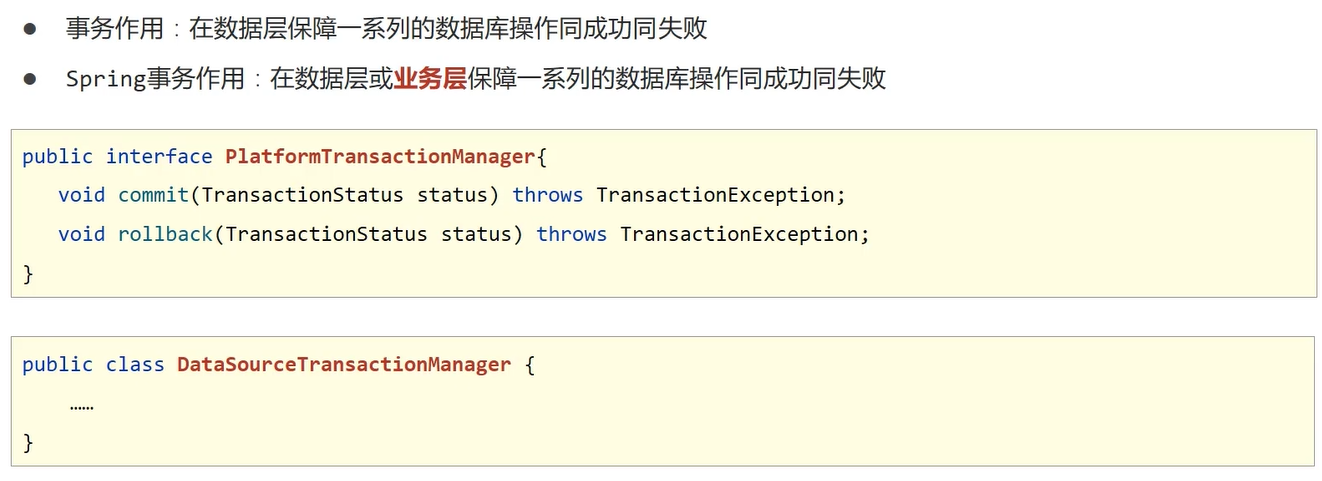 ● 事务作用：在数据层保障一系列的数据库操作同成功同失败
● Spring事务作用：在数据层或业务层保障一系列的数据库操作同成功同失败
public interface PlatformTransactionManager{
void commit(TransactionStatus status) throws TransactionException;
void rollback(TransactionStatus status) throws TransactionException;
}
public class DataSourceTransactionManager {
……
}